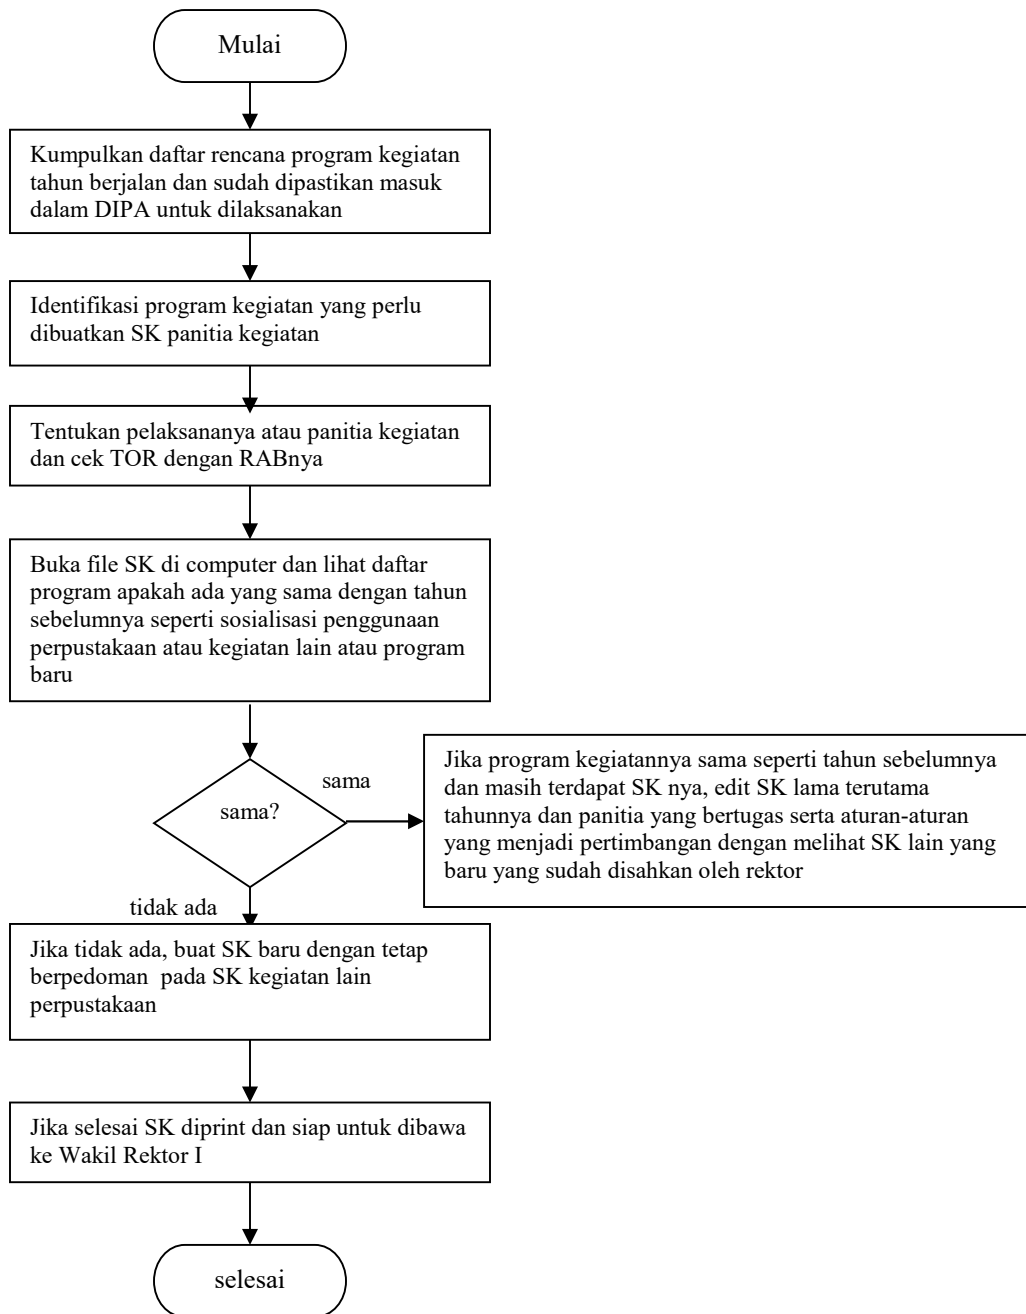 Mulai
Kumpulkan daftar rencana program kegiatan
tahun berjalan dan sudah dipastikan masuk
dalam DIPA untuk dilaksanakan
Identifikasi program kegiatan yang perlu
dibuatkan SK panitia kegiatan
Tentukan pelaksananya atau panitia kegiatan
dan cek TOR dengan RABnya
Buka file SK di computer dan lihat daftar
program apakah ada yang sama dengan tahun
sebelumnya seperti sosialisasi penggunaan
perpustakaan atau kegiatan lain atau program
baru
sama?
sama
Jika program kegiatannya sama seperti tahun sebelumnya
dan masih terdapat SK nya, edit SK lama terutama
tahunnya dan panitia yang bertugas serta aturan-aturan
yang menjadi pertimbangan dengan melihat SK lain yang
baru yang sudah disahkan oleh rektor
tidak ada
Jika tidak ada, buat SK baru dengan tetap
berpedoman  pada SK kegiatan lain
perpustakaan
Jika selesai SK diprint dan siap untuk dibawa
ke Wakil Rektor I
selesai